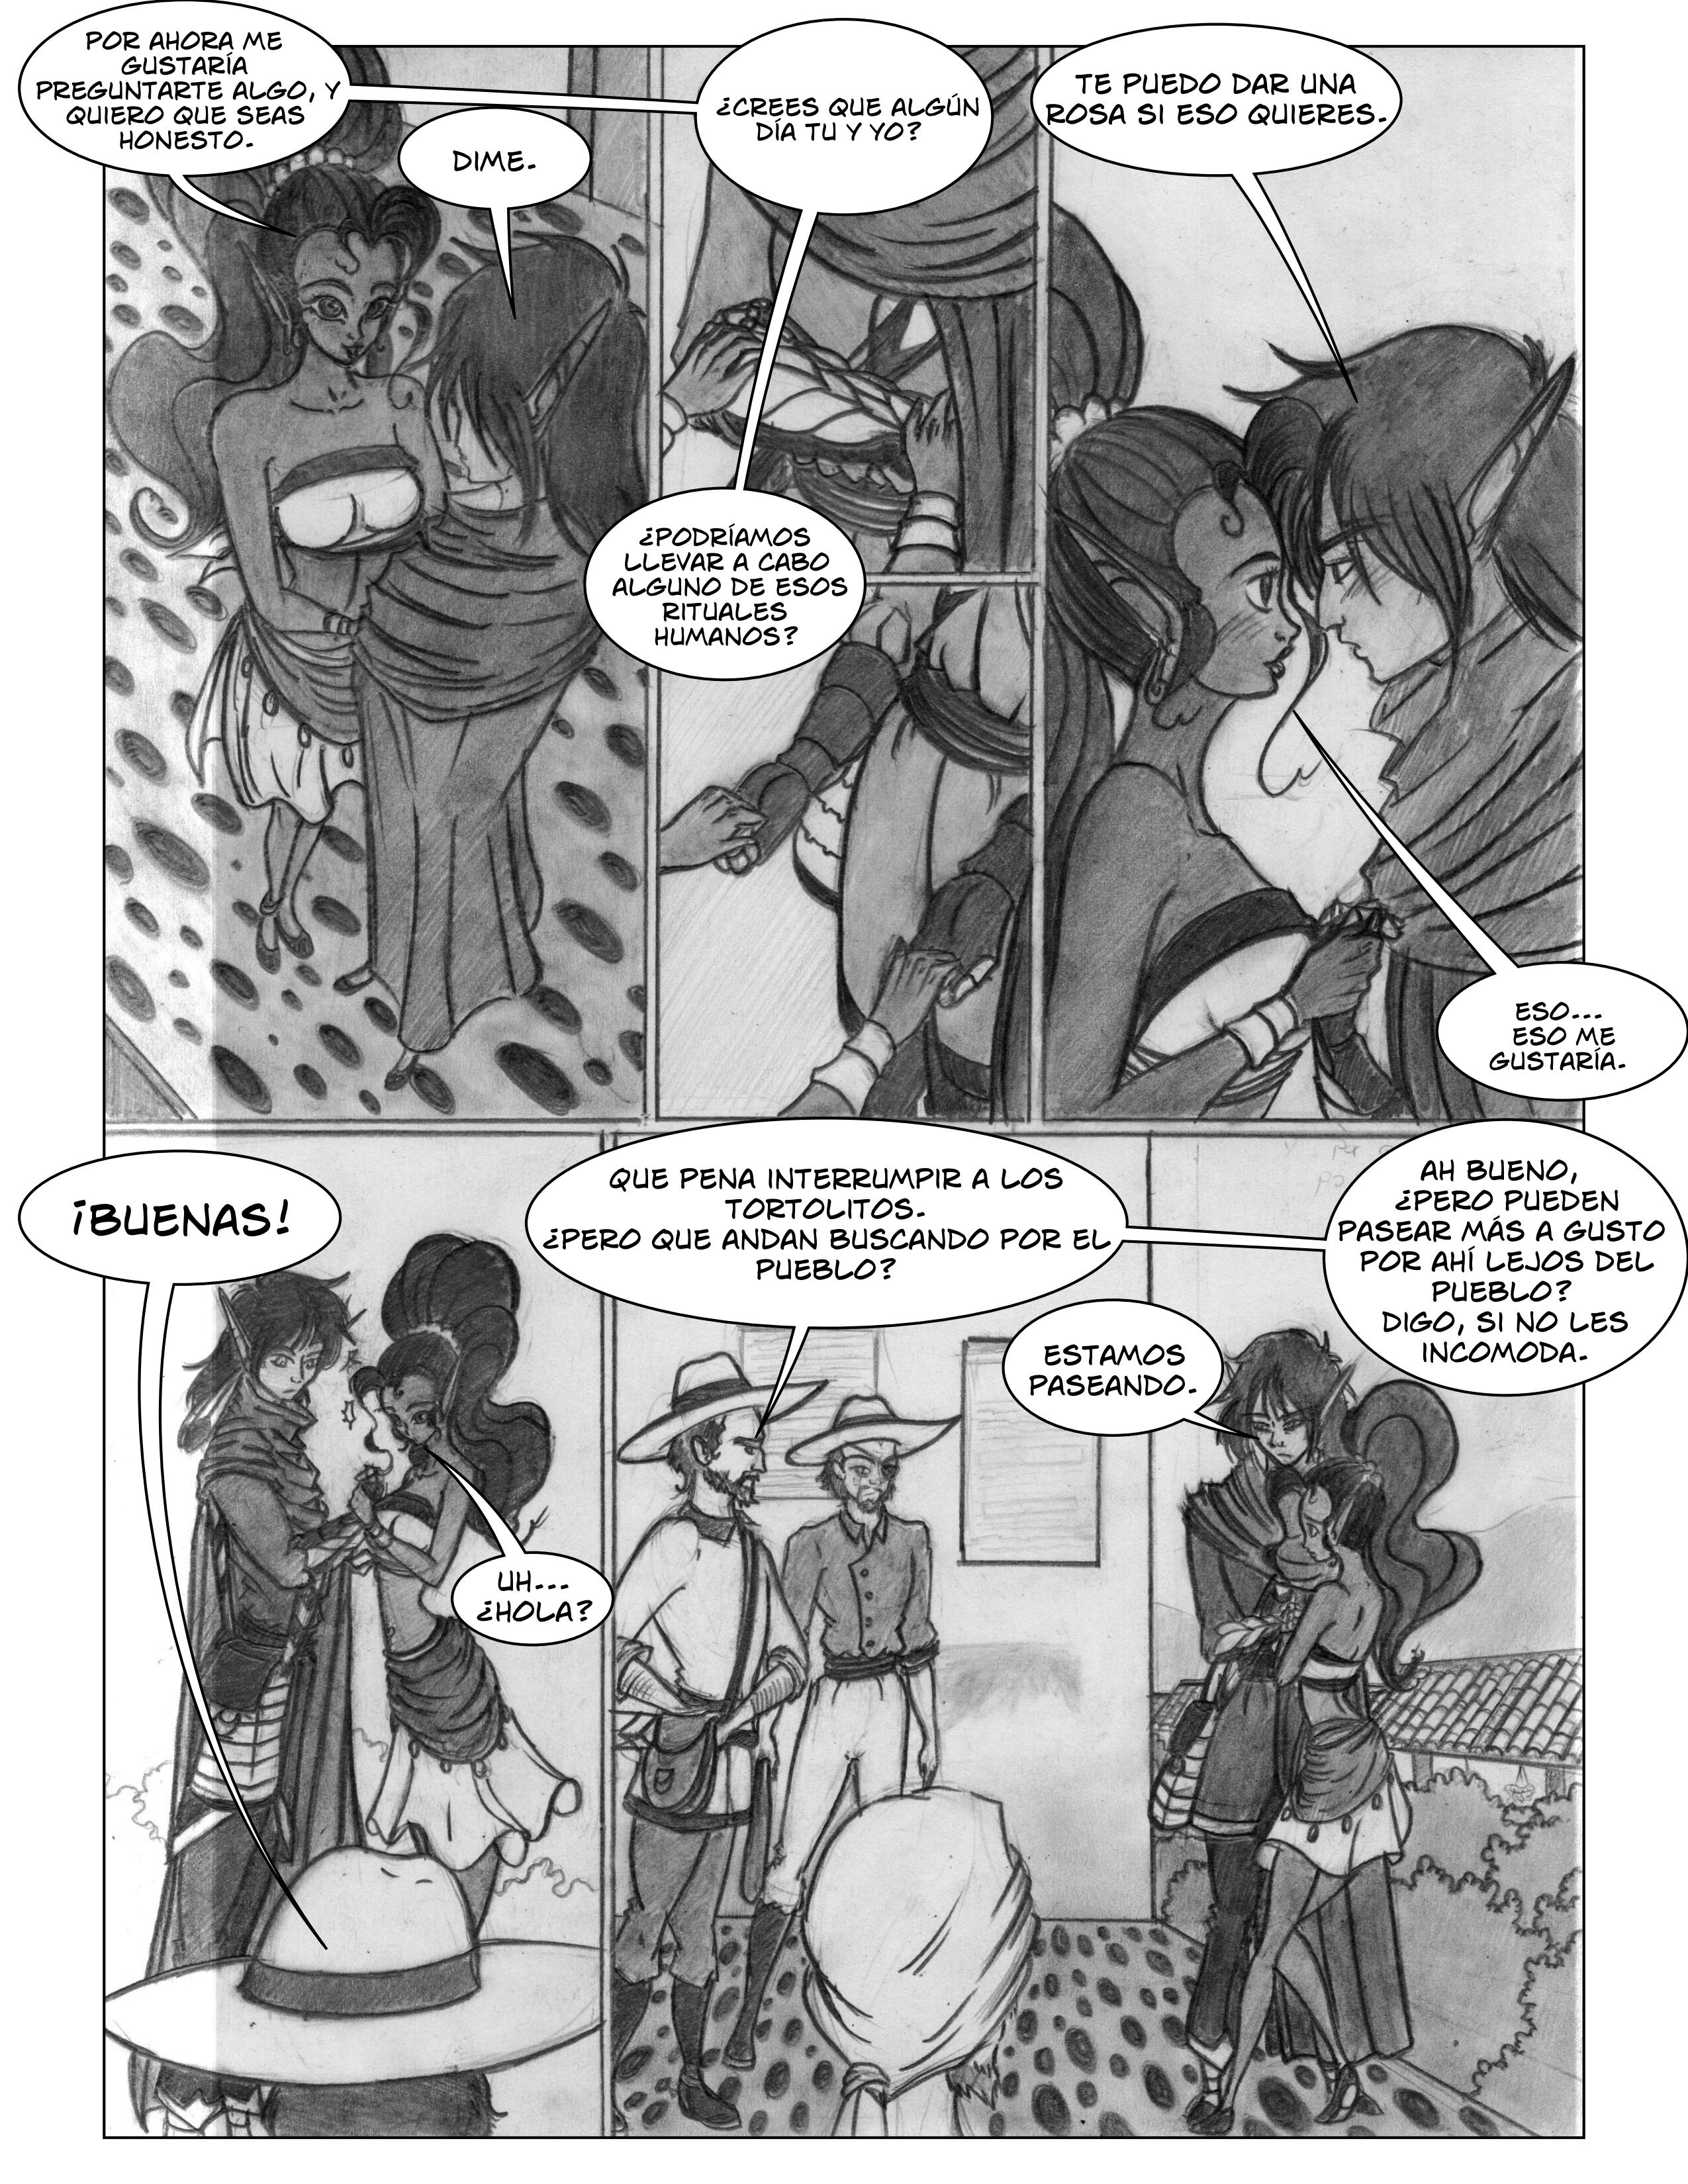 POR AHORA ME
GUSTARÍA
PREGUNTARTE ALGO, Y
QUIERO QUE SEAS
HONESTO.
DIME.
¿CREES QUE ALGÚN
DÍA TU Y YO?
¿PODRÍAMOS
LLEVAR A CABO
ALGUNO DE ESOS
RITUALES
HUMANOS?
TE PUEDO DAR UNA
ROSA SI ESO QUIERES.
ESO...
ESO ME
GUSTARÍA.
¡BUENAS!
UH...
¿HOLA?
QUE PENA INTERRUMPIR A LOS
TORTOLITOS.
¿PERO QUE ANDAN BUSCANDO POR EL
PUEBLO?
ESTAMOS
PASEANDO.
AH BUENO,
¿PERO PUEDEN
PASEAR MÁS A GUSTO
POR AHÍ LEJOS DEL
PUEBLO?
DIGO, SI NO LES
INCOMODA.